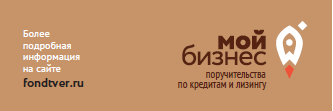 Более
подробная
информация
на сайте
fondtver.ru
мой
бизнес
поручительства
по кредитам и лизингу